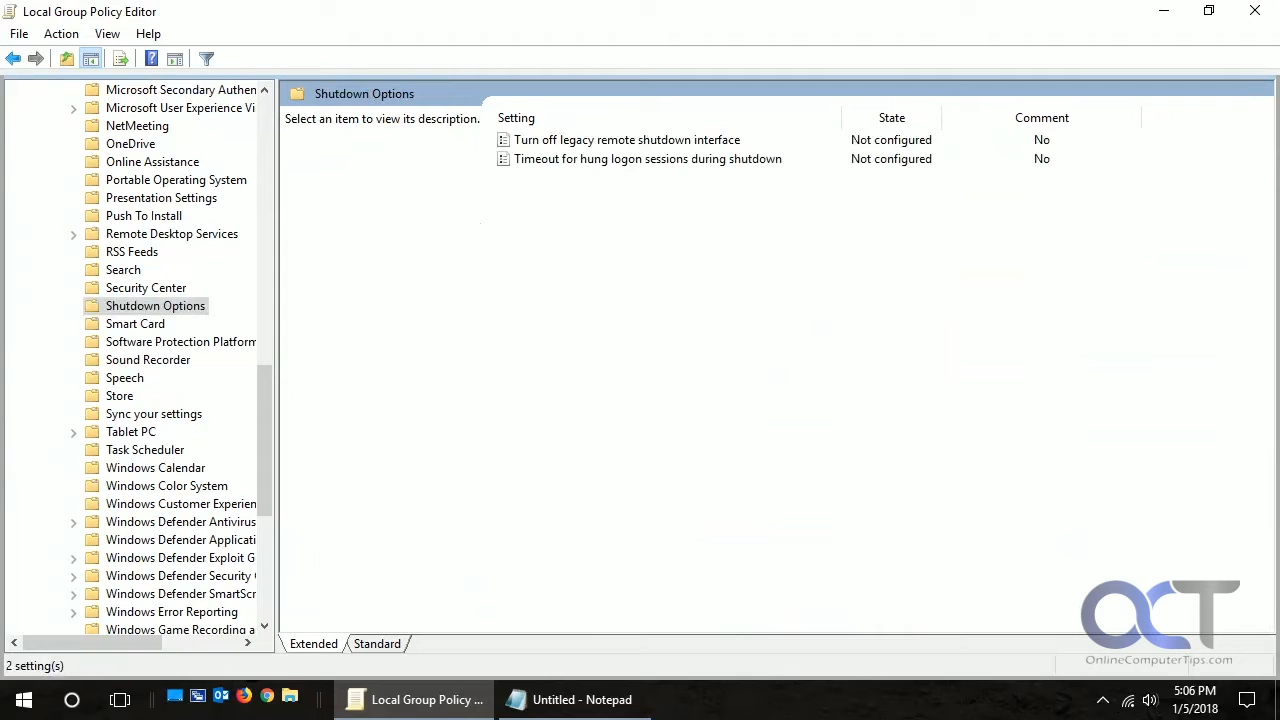 Local Group Policy Editor
File Action View Help
Microsoft Secondary Authen
Microsoft User Experience Vi
NetMeeting
OneDrive
Online Assistance
Portable Operating System
Presentation Settings
Push To Install
Remote Desktop Services
RSS Feeds
Search
Security Center
Shutdown Options
Smart Card
Software Protection Platform
Sound Recorder
Speech
Store
Sync your settings
Tablet PC
Task Scheduler
Windows Calendar
Windows Color System
Windows Customer Experien
Windows Defender Antivirus
Windows Defender Applicati
Windows Defender Exploit G
Windows Defender Security
Windows Defender SmartScr
Windows Error Reporting
Windows Game Recording a
Shutdown Options
Select an item to view its description.
Setting State Comment
Turn off legacy remote shutdown interface Not configured No
Timeout for hung logon sessions during shutdown Not configured No
Extended Standard
2 setting(s)
OCT
OnlineComputerTips.com
Local Group Policy ...
Untitled - Notepad
5:06 PM
1/5/2018